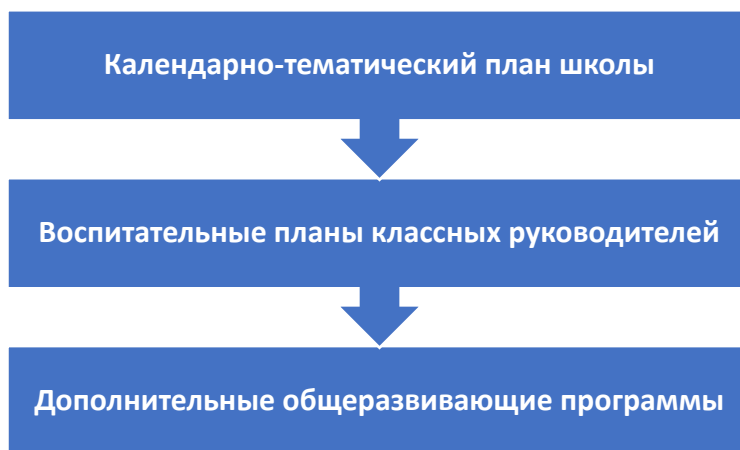 Календарно-тематический план школы
Воспитательные планы классных руководителей
Дополнительные общеразвивающие программы